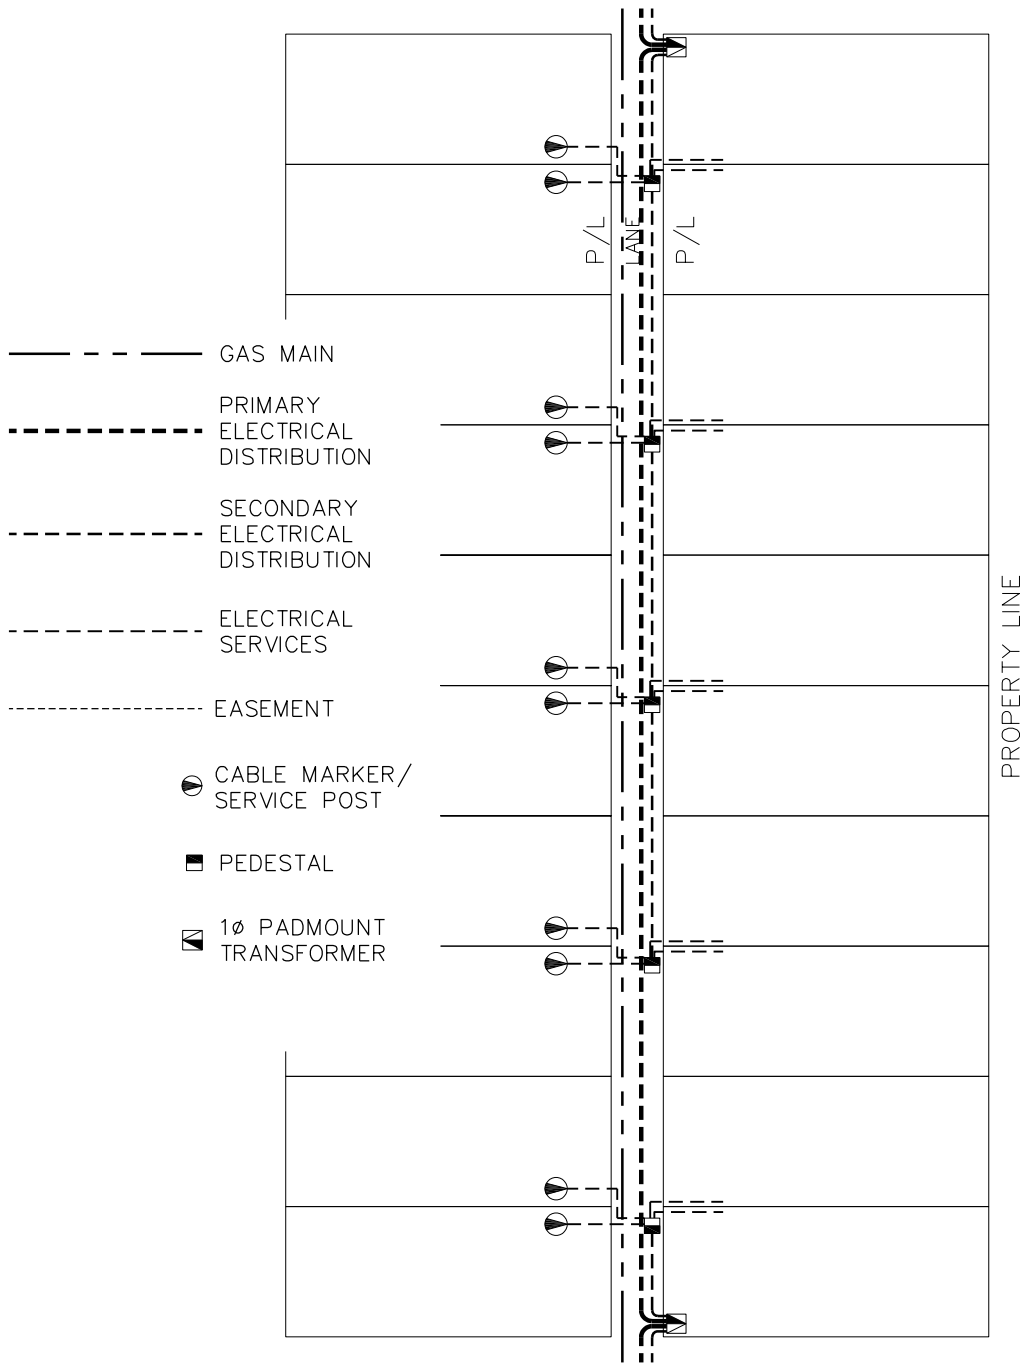 P/L
LANE
P/L
GAS MAIN
PRIMARY
ELECTRICAL
DISTRIBUTION
SECONDARY
ELECTRICAL
DISTRIBUTION
ELECTRICAL
SERVICES
EASEMENT
CABLE MARKER/
SERVICE POST
PEDESTAL
1ø PADMOUNT
TRANSFORMER
PROPERTY LINE